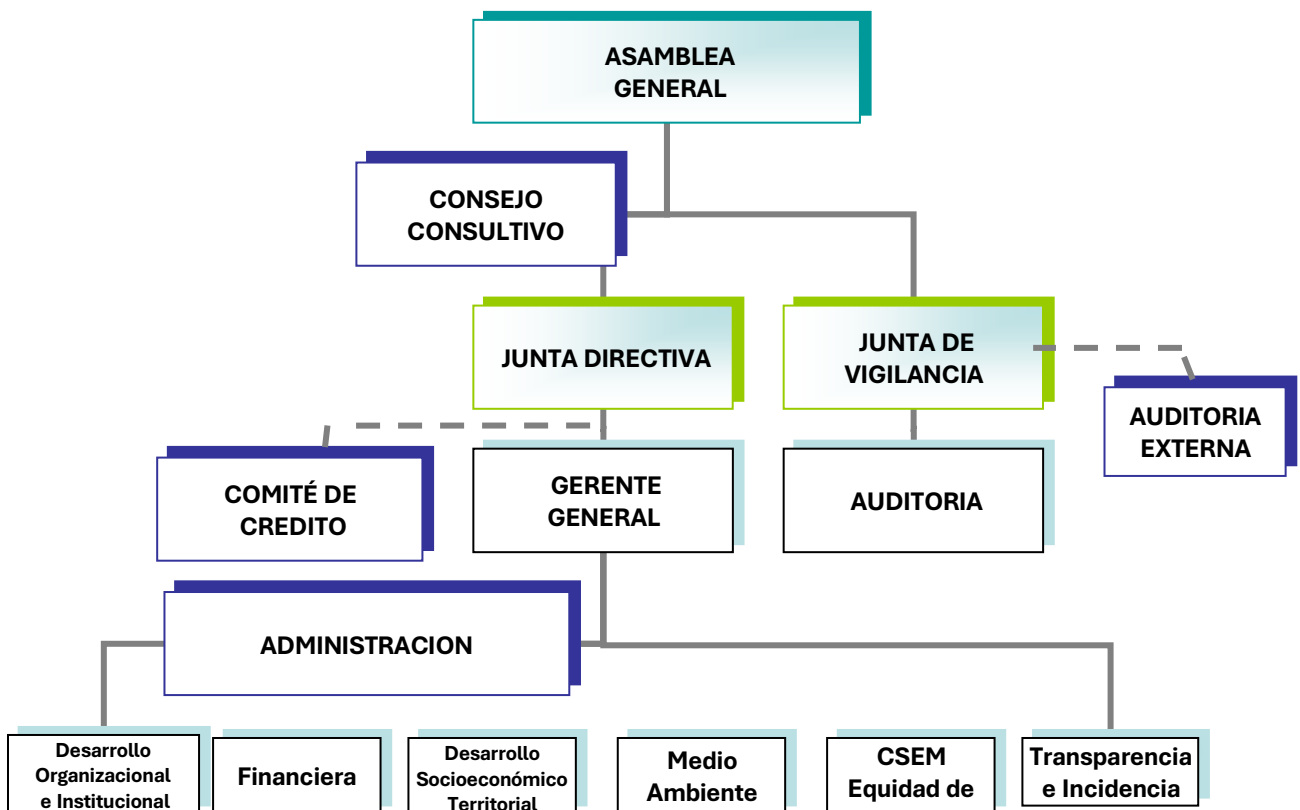 ASAMBLEA
GENERAL
CONSEJO
CONSULTIVO
JUNTA DIRECTIVA
JUNTA DE
VIGILANCIA
AUDITORIA
EXTERNA
COMITÉ DE
CREDITO
GERENTE
GENERAL
AUDITORIA
ADMINISTRACION
Desarrollo
Organizacional
e Institucional
Financiera
Desarrollo
Socioeconómico
Territorial
Medio
Ambiente
CSEM
Equidad de
Transparencia
e Incidencia